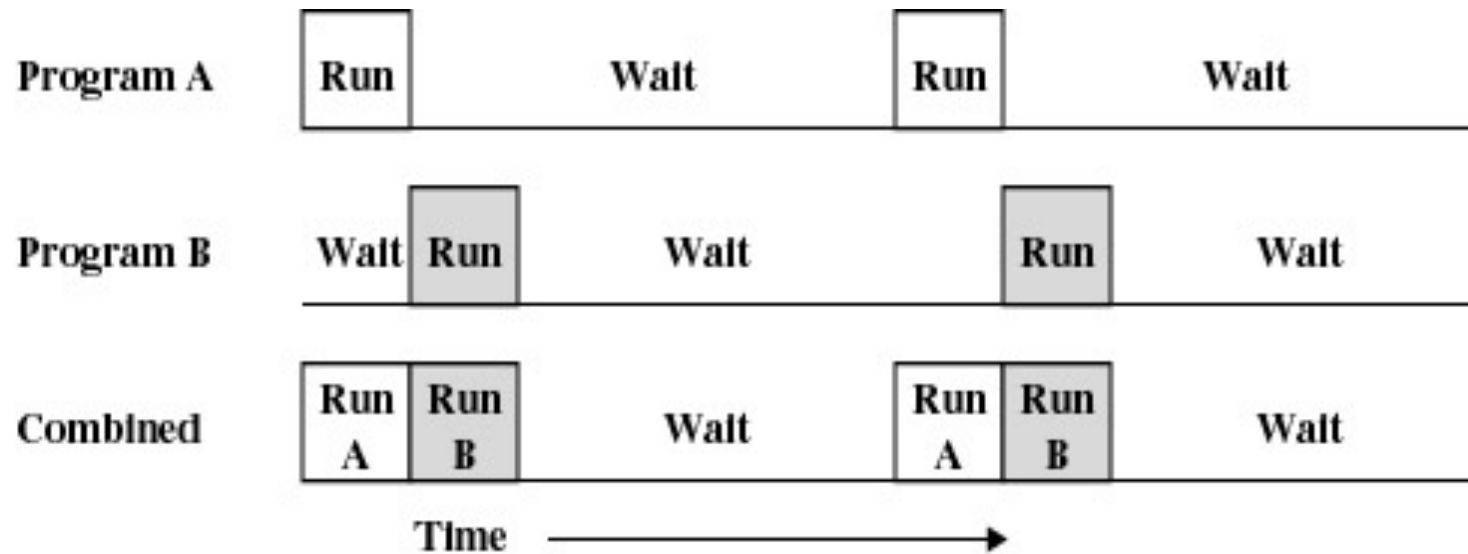 Program A Run Wait Run Wait
Program B Wait Run Wait Run Wait
Combined Run A Run B Wait Run A Run B Wait
Time